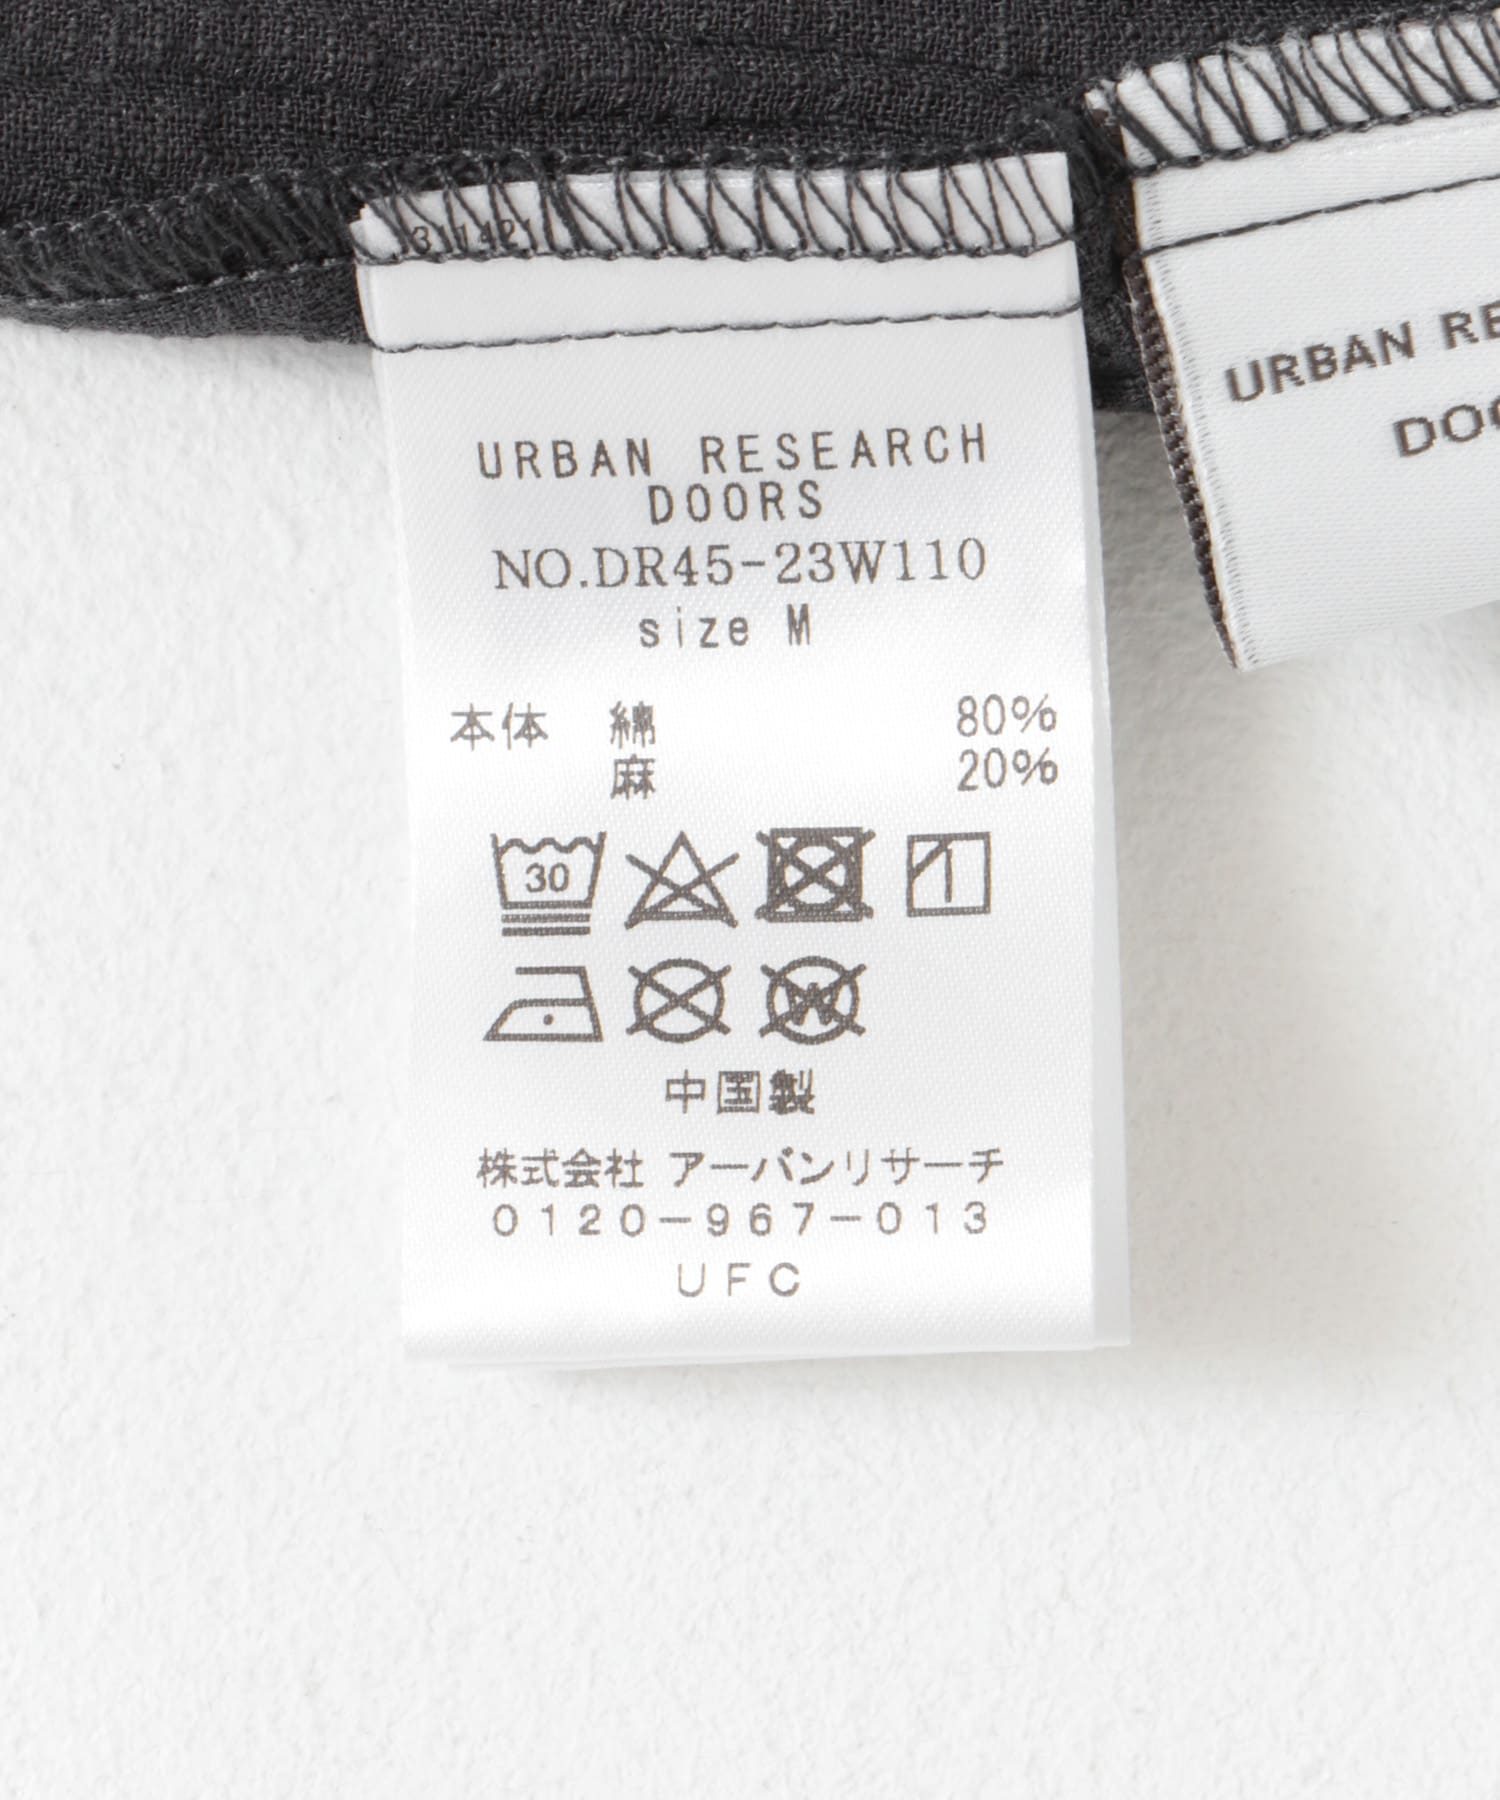 311421
URBAN RESEARCH
DOORS
NO.DR45-23W110
size M
本体 綿 80%
麻 20%
30
W
中国製
株式会社 アーバンリサーチ
0120-967-013
UFC
URBAN RE
DOO